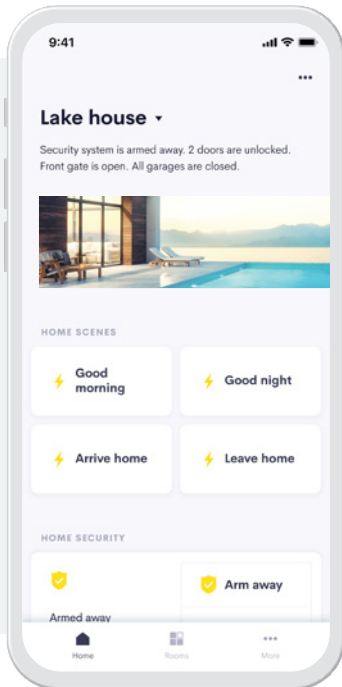 9:41
Lake house
Security system is armed away. 2 doors are unlocked.
Front gate is open. All garages are closed.
HOME SCENES
Good
morning
Good night
Arrive home
Leave home
HOME SECURITY
Arm away
Armed away
Home
Rooms
More